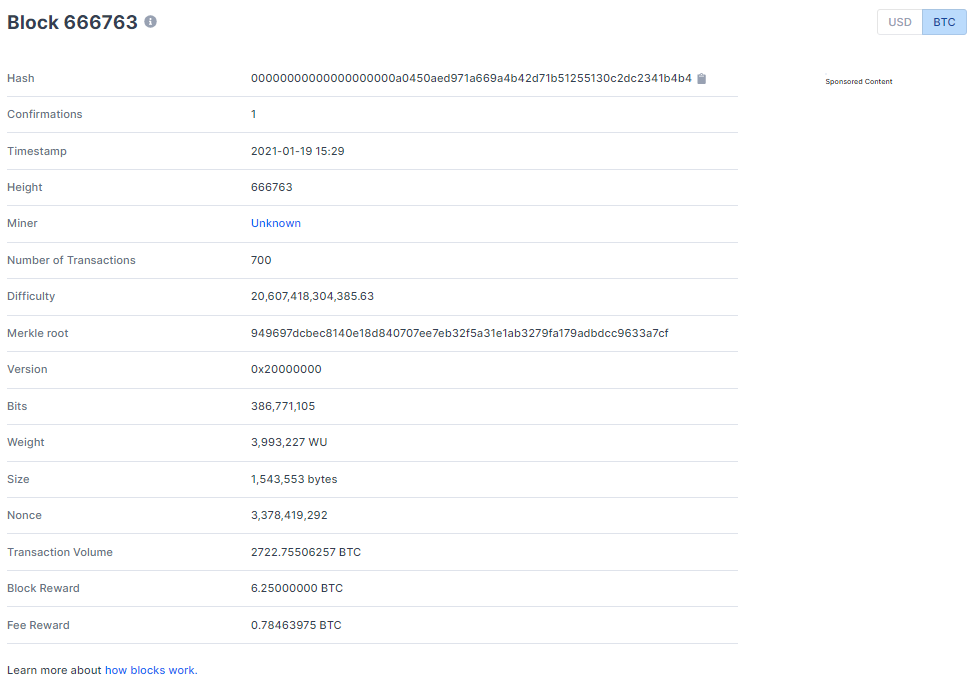 Block 666763
USD BTC
Hash 00000000000000000000a0450aed971a669a4b42d71b51255130c2dc2341b4b4
Sponsored Content
Confirmations 1
Timestamp 2021-01-19 15:29
Height 666763
Miner Unknown
Number of Transactions 700
Difficulty 20,607,418,304,385.63
Merkle root 949697dcbec8140e18d840707ee7eb32f5a31e1ab3279fa179adbdcc9633a7cf
Version 0x20000000
Bits 386,771,105
Weight 3,993,227 WU
Size 1,543,553 bytes
Nonce 3,378,419,292
Transaction Volume 2722.75506257 BTC
Block Reward 6.25000000 BTC
Fee Reward 0.78463975 BTC
Learn more about how blocks work.